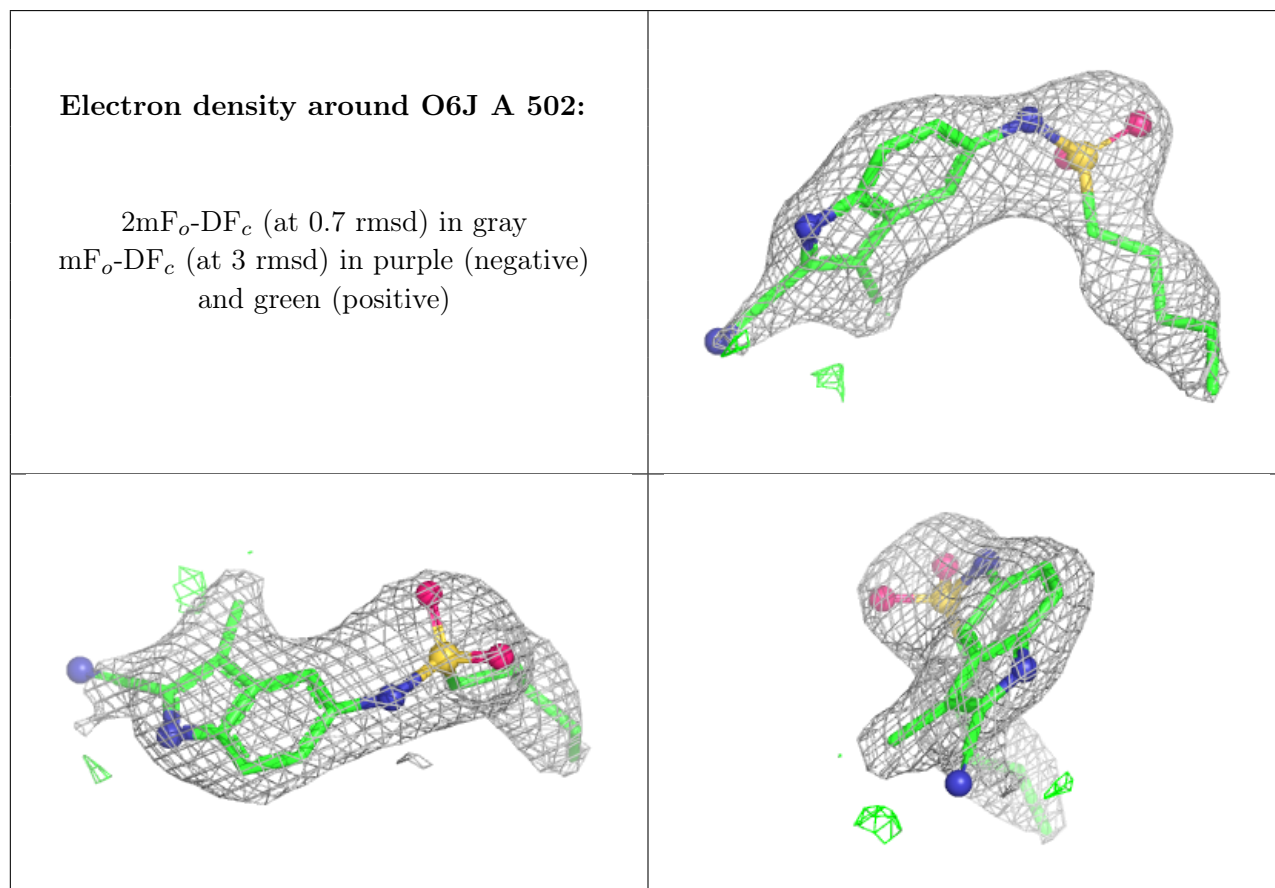 Electron density around O6J A 502:
2mFo-DFc (at 0.7 rmsd) in gray
mFo-DFc (at 3 rmsd) in purple (negative)
and green (positive)